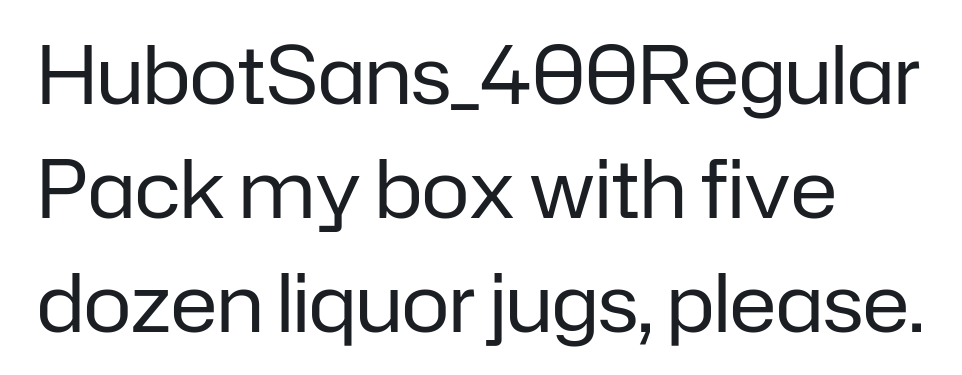 HubotSans_400Regular
Pack my box with five
dozen liquor jugs, please.